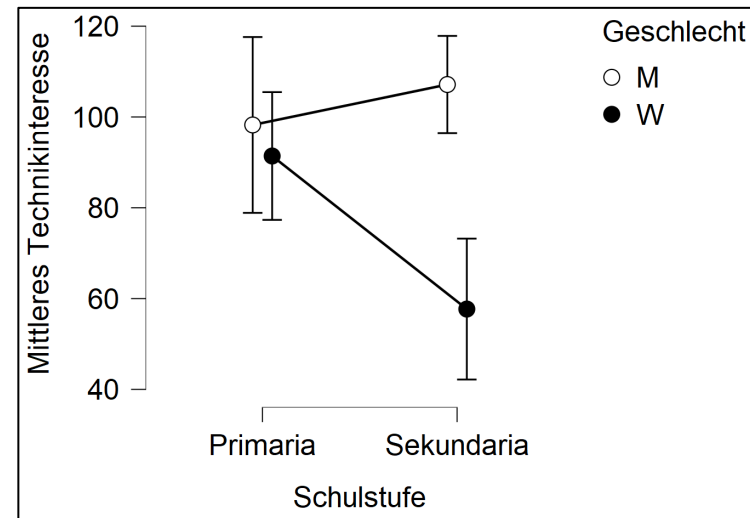 Mittleres Technikinteresse
120
100
80
60
40
Primaria
Sekundaria
Schulstufe
Geschlecht
M
W